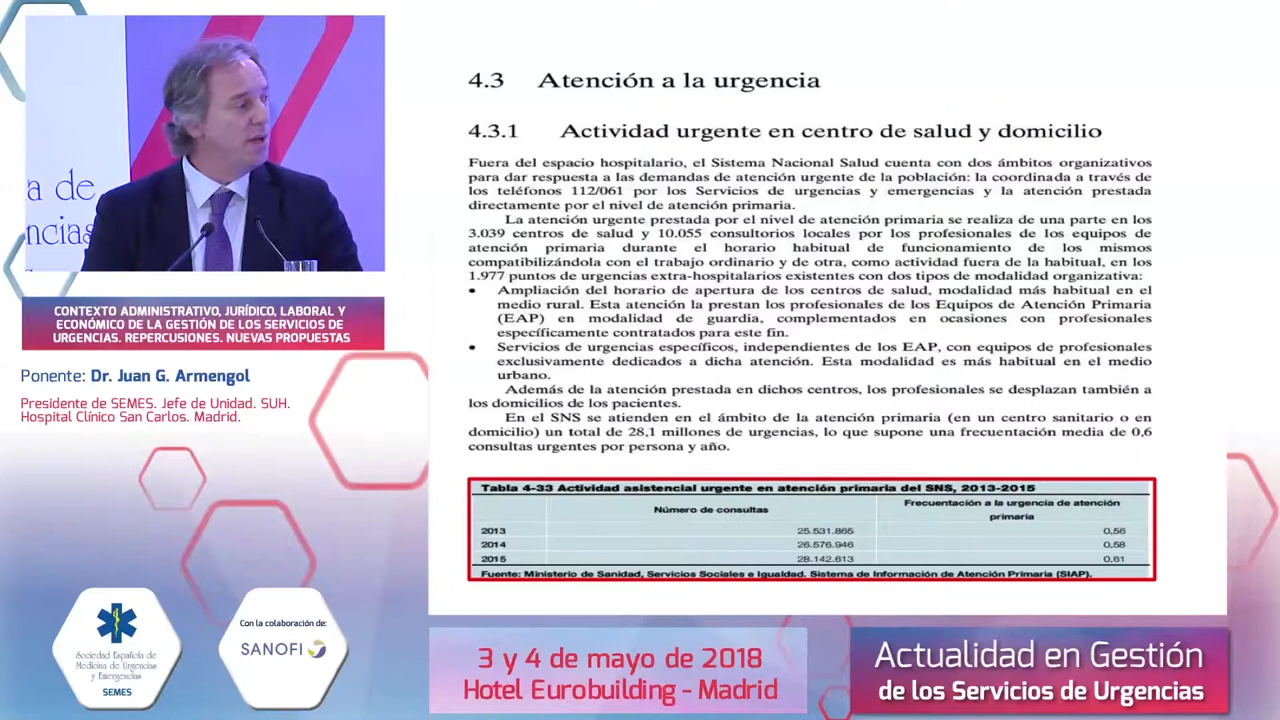 a de
ncias
CONTEXTO ADMINISTRATIVO, JURÍDICO, LABORAL Y
ECONÓMICO DE LA GESTIÓN DE LOS SERVICIOS DE
URGENCIAS. REPERCUSIONES. NUEVAS PROPUESTAS
Ponente: Dr. Juan G. Armengol
Presidente de SEMES. Jefe de Unidad. SUH.
Hospital Clínico San Carlos. Madrid.
Sociedad Española de
Medicina de Urgencias
y Emergencias
SEMES
Con la colaboración de:
SANOFI
4.3 Atención a la urgencia
4.3.1 Actividad urgente en centro de salud y domicilio
Fuera del espacio hospitalario, el Sistema Nacional Salud cuenta con dos ámbitos organizativos
para dar respuesta a las demandas de atención urgente de la población: la coordinada a través de
los teléfonos 112/061 por los Servicios de urgencias y emergencias y la atención prestada
directamente por el nivel de atención primaria.
La atención urgente prestada por el nivel de atención primaria se realiza de una parte en los
3.039 centros de salud y 10.055 consultorios locales por los profesionales de los equipos de
atención primaria durante el horario habitual de funcionamiento de los mismos
compatibilizándola con el trabajo ordinario y de otra, como actividad fuera de la habitual, en los
1.977 puntos de urgencias extra-hospitalarios existentes con dos tipos de modalidad organizativa:
• Ampliación del horario de apertura de los centros de salud, modalidad más habitual en el
medio rural. Esta atención la prestan los profesionales de los Equipos de Atención Primaria
(EAP) en modalidad de guardia, complementados en ocasiones con profesionales
específicamente contratados para este fin.
• Servicios de urgencias específicos, independientes de los EAP, con equipos de profesionales
exclusivamente dedicados a dicha atención. Esta modalidad es más habitual en el medio
urbano.
Además de la atención prestada en dichos centros, los profesionales se desplazan también a
los domicilios de los pacientes.
En el SNS se atienden en el ámbito de la atención primaria (en un centro sanitario o en
domicilio) un total de 28,1 millones de urgencias, lo que supone una frecuentación media de 0,6
consultas urgentes por persona y año.
Tabla 4-33 Actividad asistencial urgente en atención primaria del SNS, 2013-2015
Número de consultas Frecuentación a la urgencia de atención
primaria
2013 25.531.865 0,56
2014 26.576.946 0,58
2015 28.142.613 0,61
Fuente: Ministerio de Sanidad, Servicios Sociales e Igualdad. Sistema de Información de Atención Primaria (SIAP).
3 y 4 de mayo de 2018
Hotel Eurobuilding - Madrid
Actualidad en Gestión
de los Servicios de Urgencias